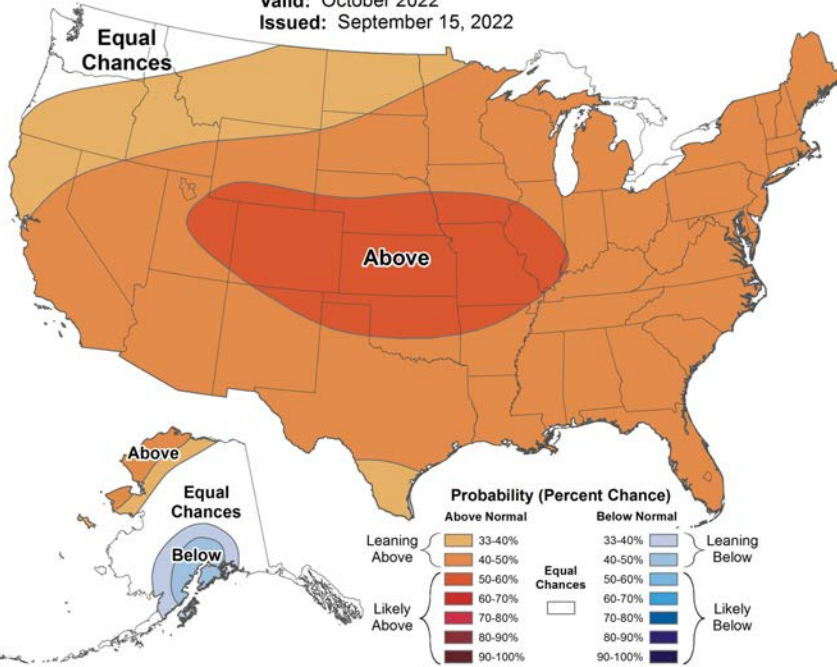 Valid: October 2022
Issued: September 15, 2022
Equal
Chances
Above
Above
Equal
Chances
Below
Probability (Percent Chance)
Above Normal
Below Normal
Leaning
Above
33-40%
40-50%
50-60%
60-70%
70-80%
80-90%
90-100%
Likely
Above
Equal
Chances
33-40%
40-50%
50-60%
60-70%
70-80%
80-90%
90-100%
Leaning
Below
Likely
Below